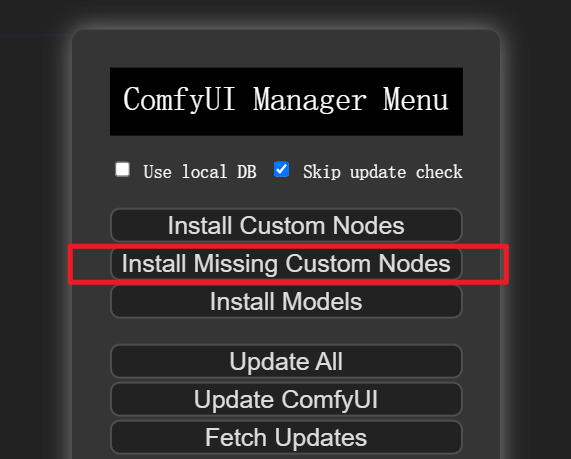 ComfyUI Manager Menu
Use local DB Skip update check
Install Custom Nodes
Install Missing Custom Nodes
Install Models
Update All
Update ComfyUI
Fetch Updates